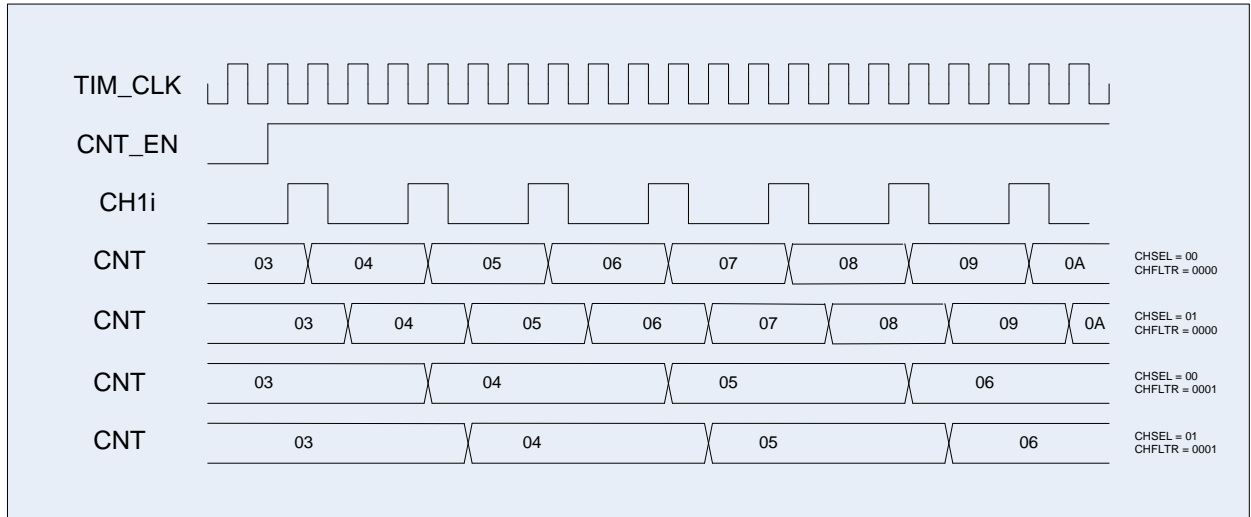 TIM_CLK
CNT_EN
CH1i
CNT 03 04 05 06 07 08 09 0A CHSEL = 00
CHFLTR = 0000
CNT 03 04 05 06 07 08 09 0A CHSEL = 01
CHFLTR = 0000
CNT 03 04 05 06 CHSEL = 00
CHFLTR = 0001
CNT 03 04 05 06 CHSEL = 01
CHFLTR = 0001